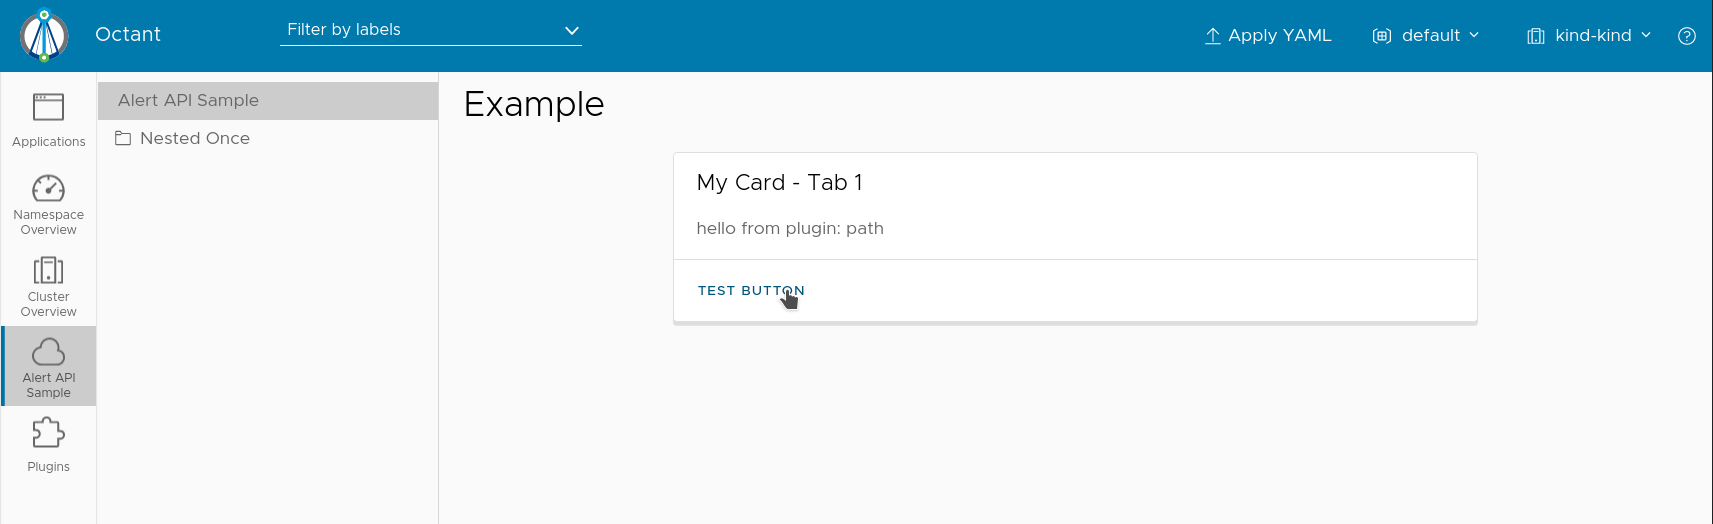 Octant
Filter by labels
Apply YAML
default
kind-kind
Applications
Namespace
Overview
Cluster
Overview
Alert API
Sample
Plugins
Alert API Sample
Nested Once
Example
My Card - Tab 1
hello from plugin: path
TEST BUTTON